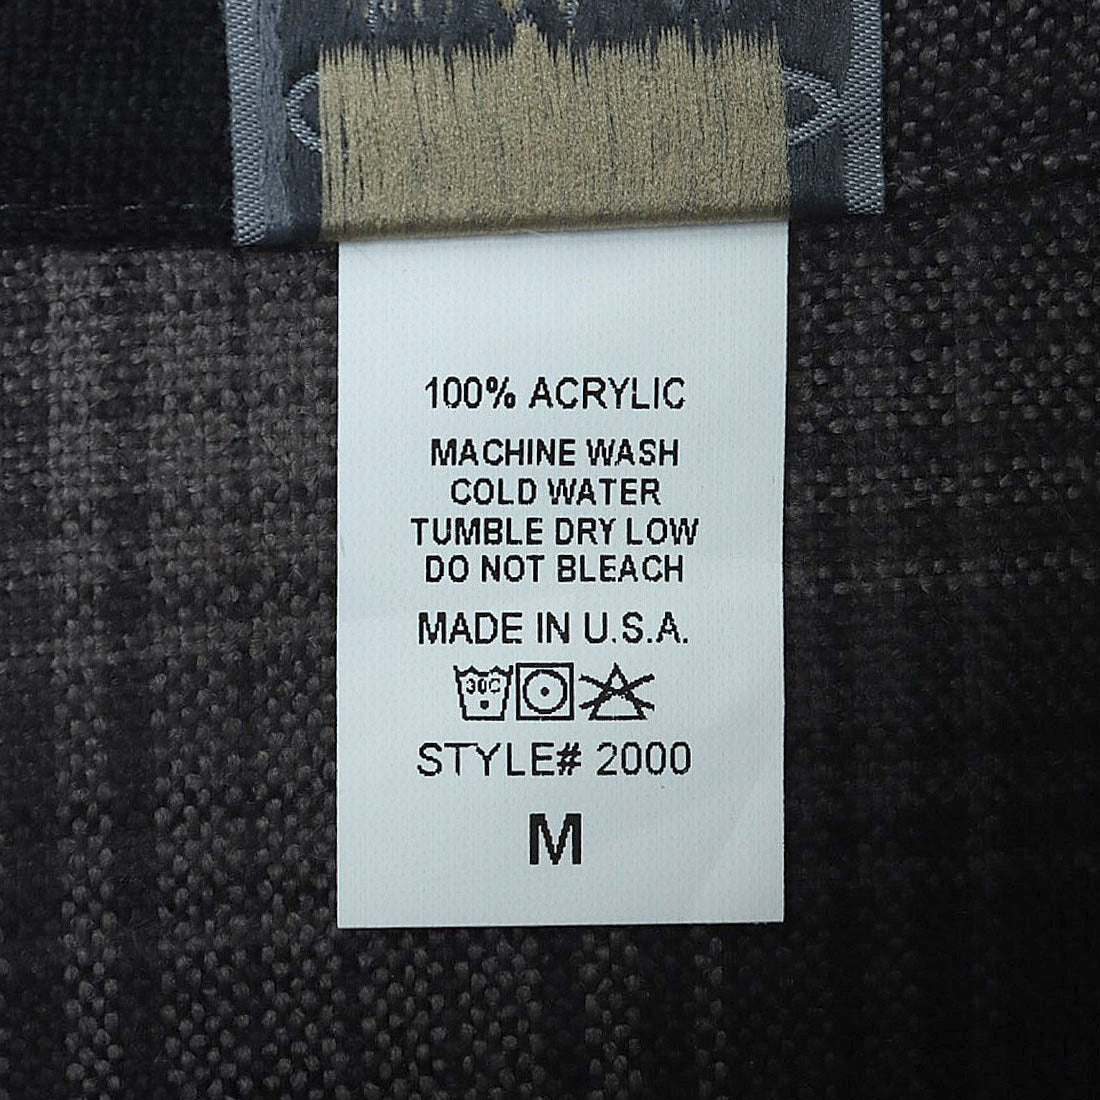 100% ACRYLIC
MACHINE WASH
COLD WATER
TUMBLE DRY LOW
DO NOT BLEACH
MADE IN U.S.A.
30C
STYLE# 2000
M